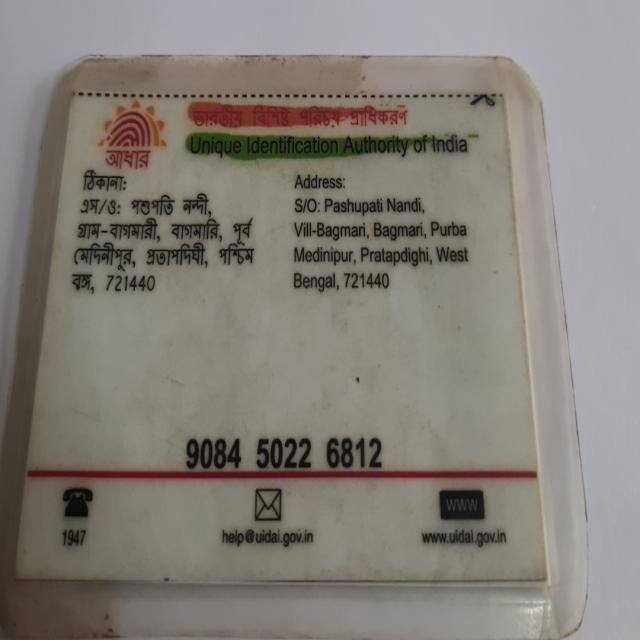 ভারতীয় বিশিষ্ট পরিচয় প্রাধিকরণ
Unique Identification Authority of India
আধার
ঠিকানা:
এস/ও: পশুপতি নন্দী,
গ্রাম-বাগমারী, বাগমারি, পূর্ব
মেদিনীপুর, প্রতাপদিঘী, পশ্চিম
বঙ্গ, 721440
Address:
S/O: Pashupati Nandi,
Vill-Bagmari, Bagmari, Purba
Medinipur, Pratapdighi, West
Bengal, 721440
9084 5022 6812
1947
help@uidai.gov.in
WWW
www.uidai.gov.in